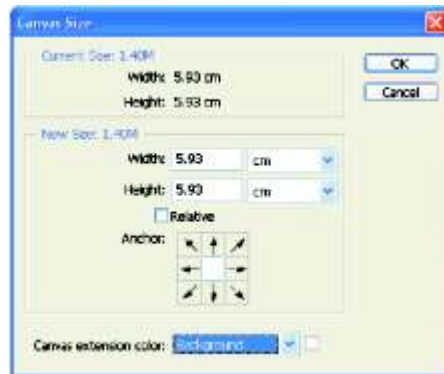 Canvas Size
Current Size: 1.40M
Width: 5.93 cm
Height: 5.93 cm
OK
Cancel
New Size: 1.40M
Width: 5.93 cm
Height: 5.93 cm
Relative
Anchor:
Canvas extension color: Background